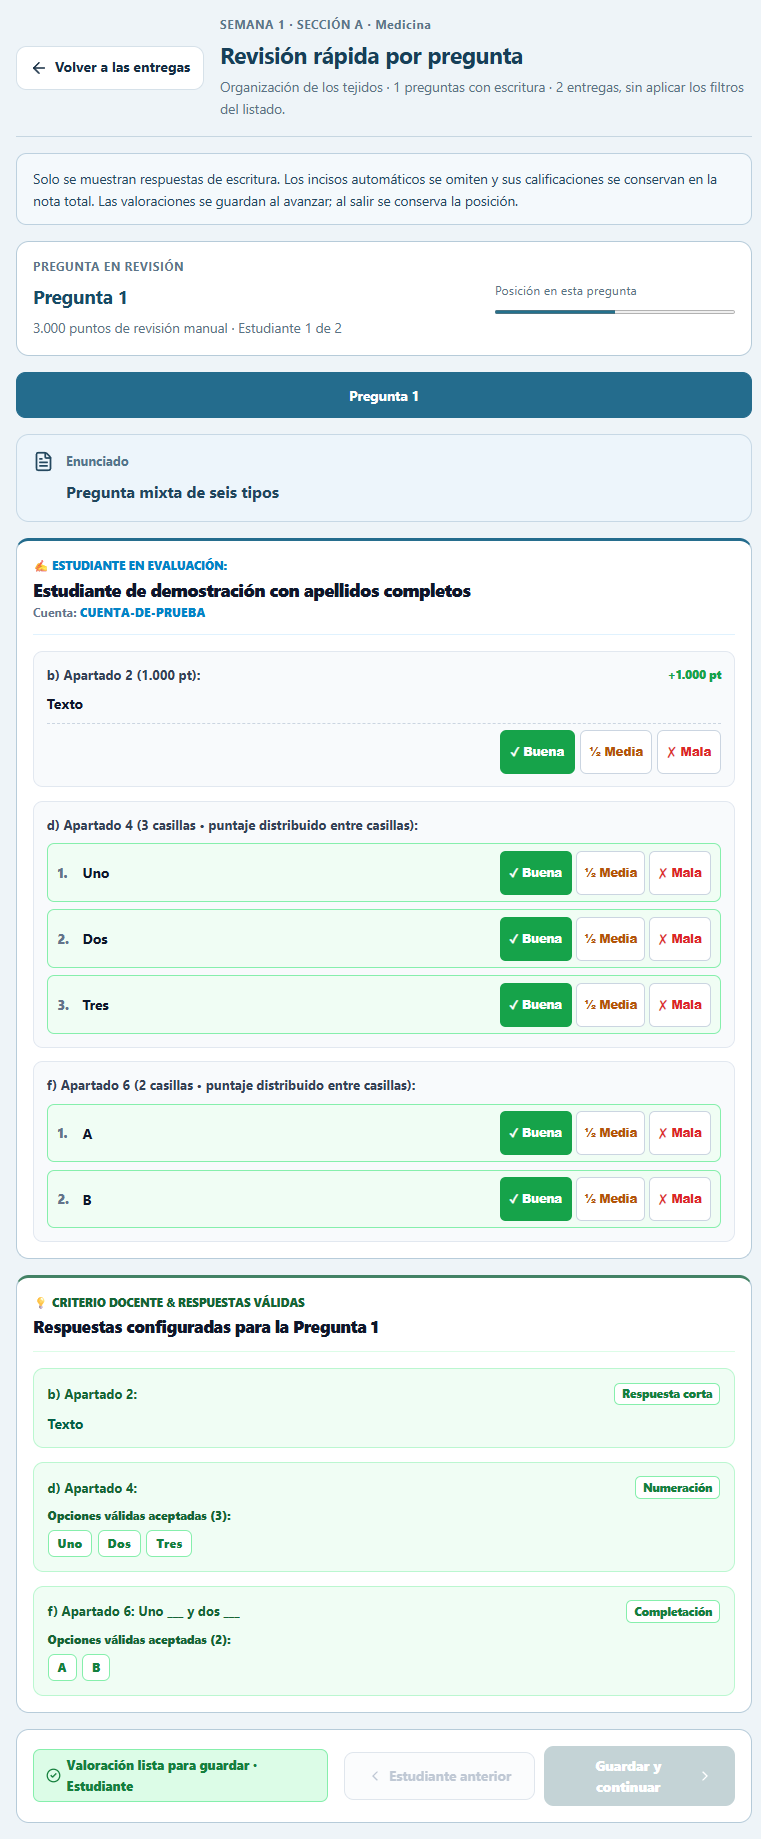 SEMANA 1 · SECCIÓN A · Medicina
Volver a las entregas
Revisión rápida por pregunta
Organización de los tejidos · 1 preguntas con escritura · 2 entregas, sin aplicar los filtros
del listado.
Solo se muestran respuestas de escritura. Los incisos automáticos se omiten y sus calificaciones se conservan en la
nota total. Las valoraciones se guardan al avanzar; al salir se conserva la posición.
PREGUNTA EN REVISIÓN
Pregunta 1
3.000 puntos de revisión manual · Estudiante 1 de 2
Posición en esta pregunta
Pregunta 1
Enunciado
Pregunta mixta de seis tipos
✍️ ESTUDIANTE EN EVALUACIÓN:
Estudiante de demostración con apellidos completos
Cuenta: CUENTA-DE-PRUEBA
b) Apartado 2 (1.000 pt): +1.000 pt
Texto
✓ Buena ½ Media ✗ Mala
d) Apartado 4 (3 casillas • puntaje distribuido entre casillas):
1. Uno ✓ Buena ½ Media ✗ Mala
2. Dos ✓ Buena ½ Media ✗ Mala
3. Tres ✓ Buena ½ Media ✗ Mala
f) Apartado 6 (2 casillas • puntaje distribuido entre casillas):
1. A ✓ Buena ½ Media ✗ Mala
2. B ✓ Buena ½ Media ✗ Mala
💡 CRITERIO DOCENTE & RESPUESTAS VÁLIDAS
Respuestas configuradas para la Pregunta 1
b) Apartado 2: Respuesta corta
Texto
d) Apartado 4: Numeración
Opciones válidas aceptadas (3):
Uno Dos Tres
f) Apartado 6: Uno ___ y dos ___ Completación
Opciones válidas aceptadas (2):
A B
Valoración lista para guardar ·
Estudiante
Estudiante anterior
Guardar y
continuar